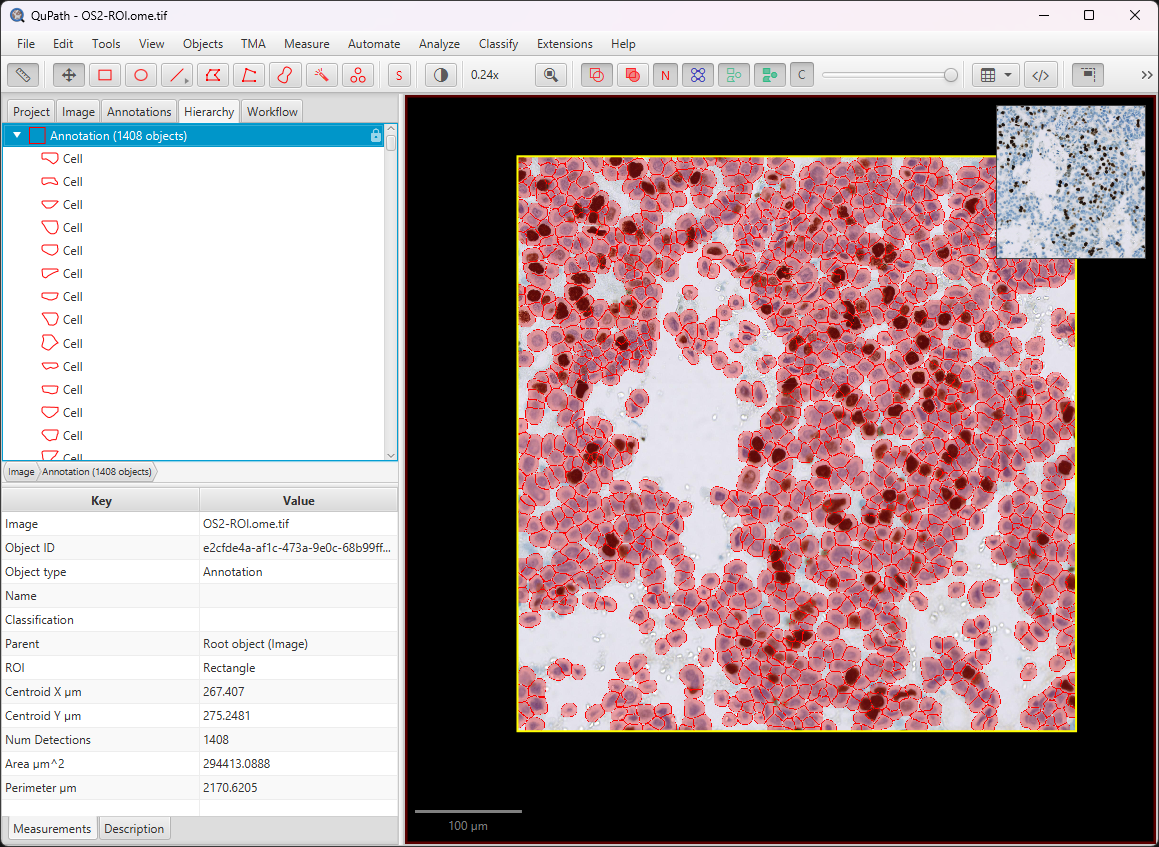 QuPath - OS2-ROI.ome.tif
File Edit Tools View Objects TMA Measure Automate Analyze Classify Extensions Help
S 0.24x N C </> >>
Project Image Annotations Hierarchy Workflow
Annotation (1408 objects)
Cell
Cell
Cell
Cell
Cell
Cell
Cell
Cell
Cell
Cell
Cell
Cell
Cell
Cell
Image Annotation (1408 objects)
Key Value
Image OS2-ROI.ome.tif
Object ID e2cfde4a-af1c-473a-9e0c-68b99ff...
Object type Annotation
Name
Classification
Parent Root object (Image)
ROI Rectangle
Centroid X µm 267.407
Centroid Y µm 275.2481
Num Detections 1408
Area µm^2 294413.0888
Perimeter µm 2170.6205
Measurements Description
100 µm